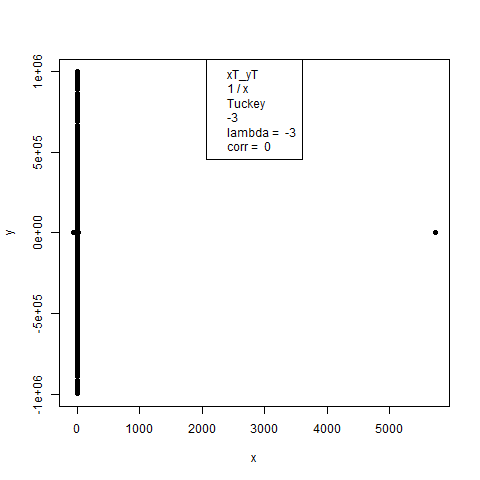 xT_yT
1 / x
Tuckey
-3
lambda = -3
corr = 0
1e+06
5e+05
0e+00
-5e+05
-1e+06
y
0 1000 2000 3000 4000 5000
x